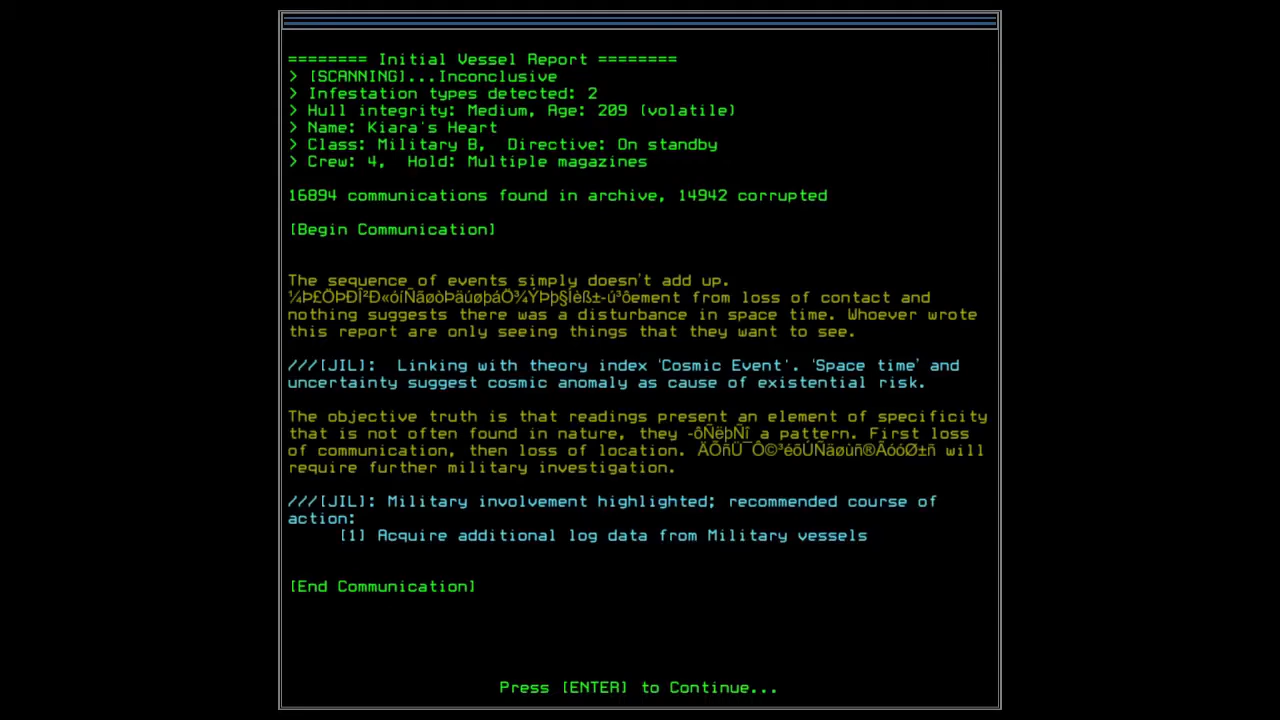 ======== Initial Vessel Report ========
> [SCANNING]...Inconclusive
> Infestation types detected: 2
> Hull integrity: Medium, Age: 209 (volatile)
> Name: Kiara's Heart
> Class: Military B,  Directive: On standby
> Crew: 4,  Hold: Multiple magazines
16894 communications found in archive, 14942 corrupted
[Begin Communication]
The sequence of events simply doesn't add up.
ement from loss of contact and
nothing suggests there was a disturbance in space time. Whoever wrote
this report are only seeing things that they want to see.
///[JIL]:  Linking with theory index 'Cosmic Event'. 'Space time' and
uncertainty suggest cosmic anomaly as cause of existential risk.
The objective truth is that readings present an element of specificity
that is not often found in nature, they a pattern. First loss
of communication, then loss of location. will
require further military investigation.
///[JIL]: Military involvement highlighted; recommended course of
action:
[1] Acquire additional log data from Military vessels
[End Communication]
Press [ENTER] to Continue...